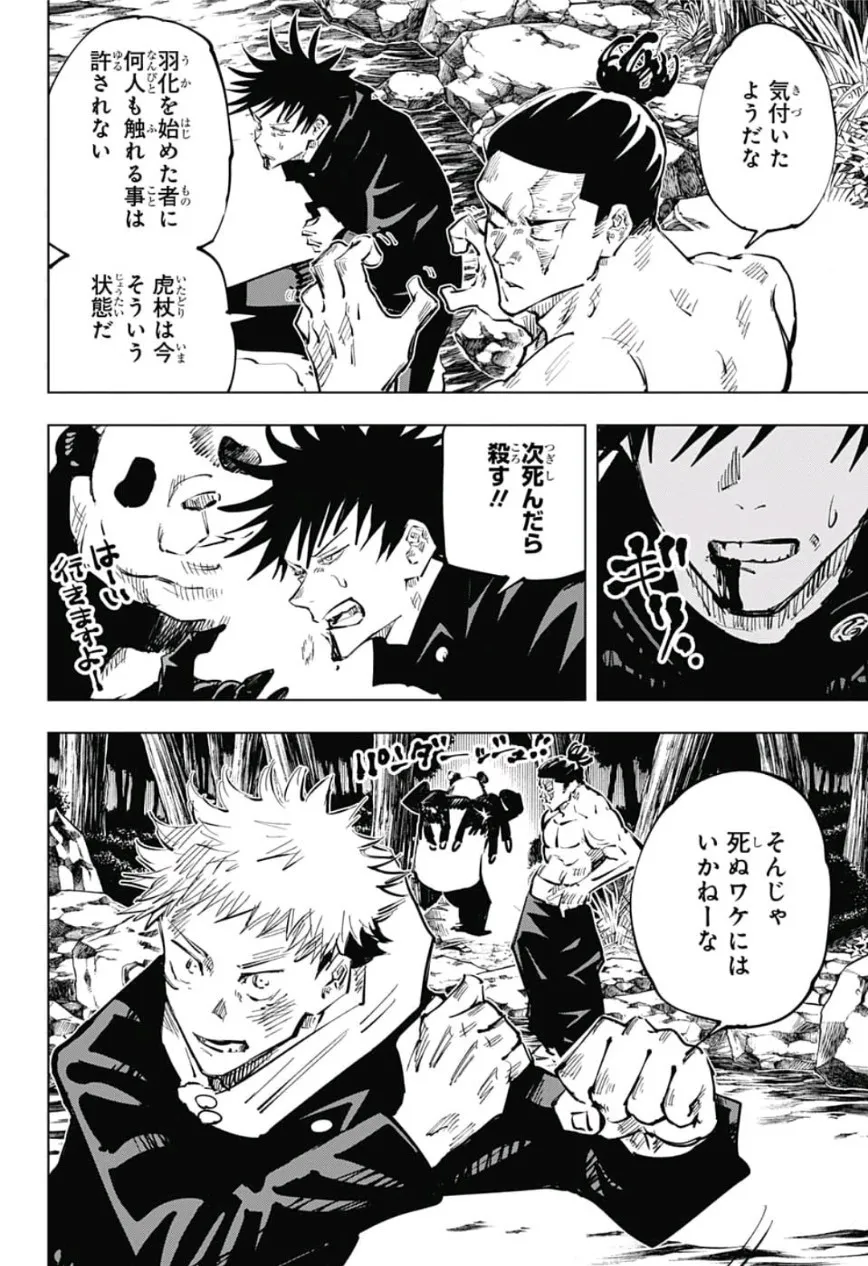 気付いた
ようだな
羽化を始めた者に
何人も触れる事は
許されない
虎杖は今
そういう
状態だ
ギリ…
次死んだら
殺す!!
はーい
行きますよー
そんじゃ
死ぬワケには
いかねーな
パンダージュ!!